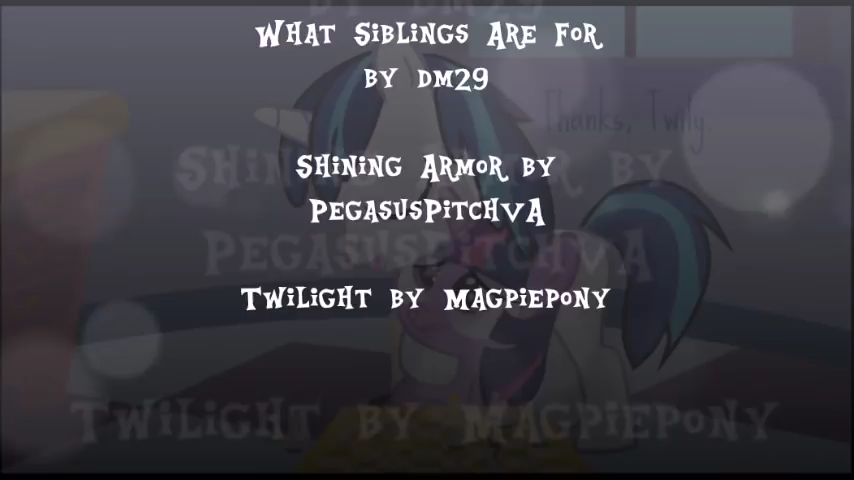 What Siblings Are For
by dm29
Thanks, Twily.
Shining Armor by
PegasusPitchVA
Twilight by Magpiepony